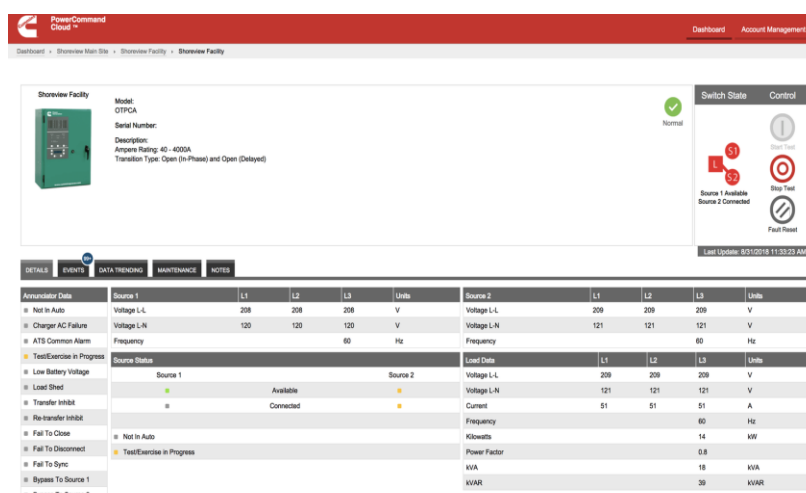 PowerCommand
Cloud ™
Dashboard Account Management
Dashboard › Shoreview Main Site › Shoreview Facility › Shoreview Facility
Shoreview Facility
Model:
OTPCA
Serial Number:
Description:
Ampere Rating: 40 - 4000A
Transition Type: Open (In-Phase) and Open (Delayed)
Normal
Switch State Control
S1
L
S2
Source 1 Available
Source 2 Connected
Start Test
Stop Test
Fault Reset
Last Update: 8/31/2018 11:33:23 AM
DETAILS EVENTS 99+ DATA TRENDING MAINTENANCE NOTES
Annunciator Data
Not In Auto
Charger AC Failure
ATS Common Alarm
Test/Exercise in Progress
Low Battery Voltage
Load Shed
Transfer Inhibit
Re-transfer Inhibit
Fail To Close
Fail To Disconnect
Fail To Sync
Bypass To Source 1
Source 1 L1 L2 L3 Units
Voltage L-L 208 208 208 V
Voltage L-N 120 120 120 V
Frequency 60 Hz
Source Status
Source 1 Source 2
Available
Connected
Not In Auto
Test/Exercise in Progress
Source 2 L1 L2 L3 Units
Voltage L-L 209 209 209 V
Voltage L-N 121 121 121 V
Frequency 60 Hz
Load Data L1 L2 L3 Units
Voltage L-L 209 209 209 V
Voltage L-N 121 121 121 V
Current 51 51 51 A
Frequency 60 Hz
Kilowatts 14 kW
Power Factor 0.8
kVA 18 kVA
kVAR 39 kVAR